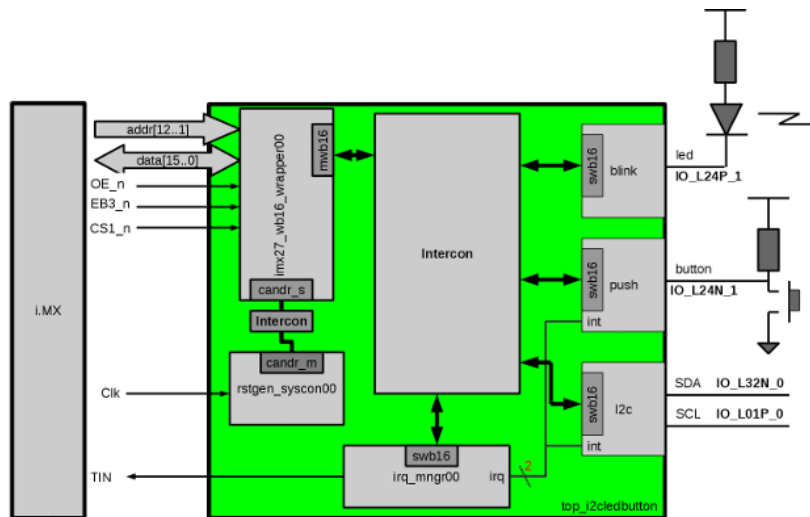 i.MX
addr[12..1]
data[15..0]
OE_n
EB3_n
CS1_n
Clk
TIN
imx27_wb16_wrapper00
mwb16
candr_s
Intercon
candr_m
rstgen_syscon00
Intercon
swb16
irq_mngr00
irq
2
swb16
blink
led
IO_L24P_1
swb16
push
int
button
IO_L24N_1
swb16
I2c
int
SDA IO_L32N_0
SCL IO_L01P_0
top_i2cledbutton